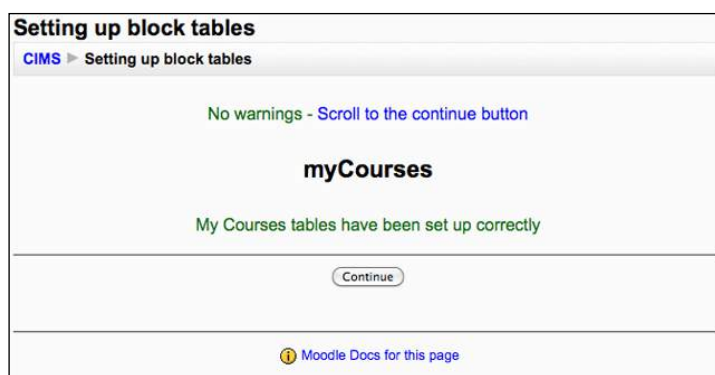 Setting up block tables
CIMS ► Setting up block tables
No warnings - Scroll to the continue button
myCourses
My Courses tables have been set up correctly
Continue
Moodle Docs for this page